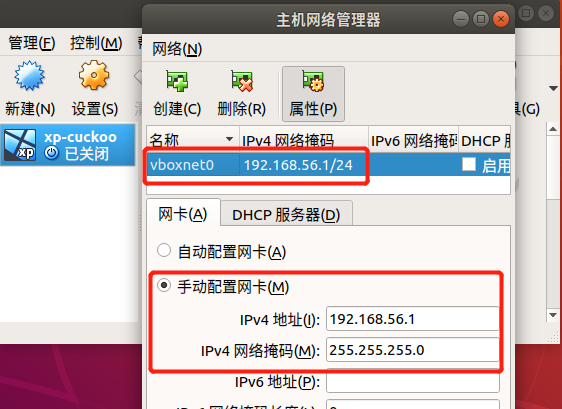 主机网络管理器
管理(F) 控制(M)
网络(N)
新建(N) 设置(S)
创建(C) 删除(R) 属性(P)
(G)
xp-cuckoo
已关闭
xp
名称 IPv4 网络掩码 IPv6 网络掩码 DHCP
vboxnet0 192.168.56.1/24 启用
网卡(A) DHCP 服务器(D)
自动配置网卡(A)
手动配置网卡(M)
IPv4 地址(I): 192.168.56.1
IPv4 网络掩码(M): 255.255.255.0
IPv6 地址(P):